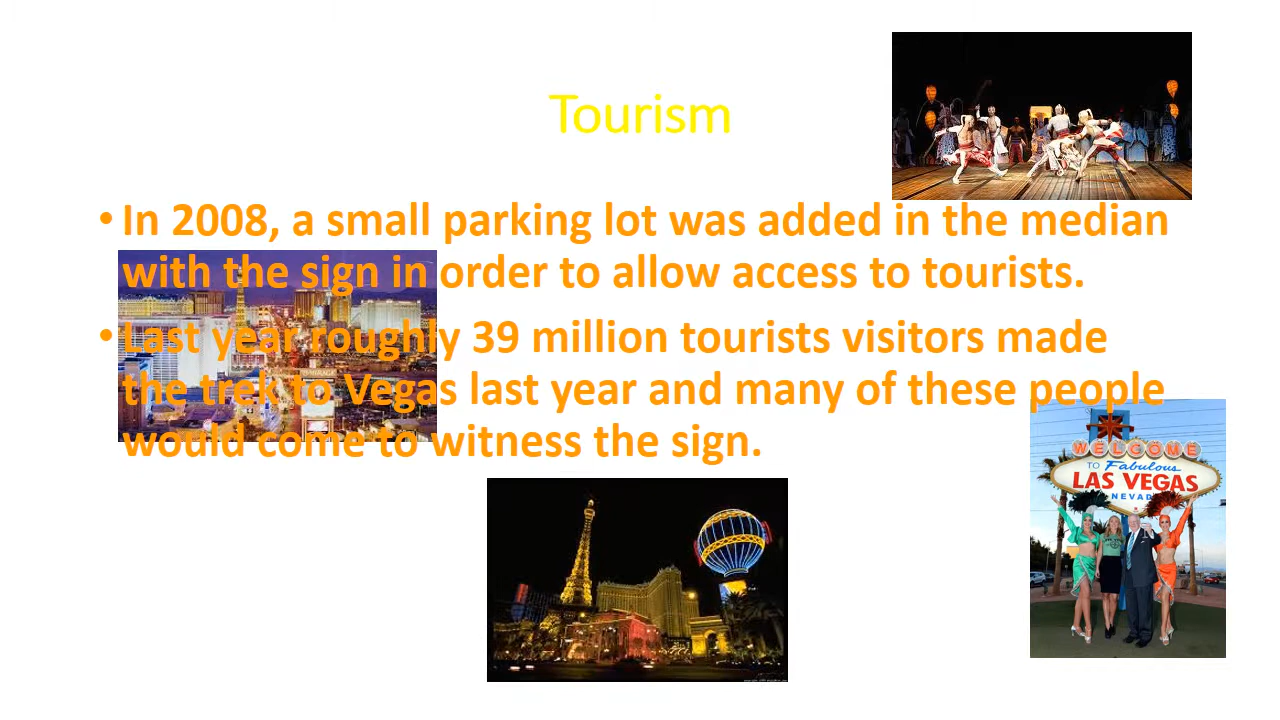 Tourism
• In 2008, a small parking lot was added in the median
with the sign in order to allow access to tourists.
• Last year roughly 39 million tourists visitors made
the trek to Vegas last year and many of these people
would come to witness the sign.
WELCOME
TO Fabulous
LAS VEGAS
NEVADA